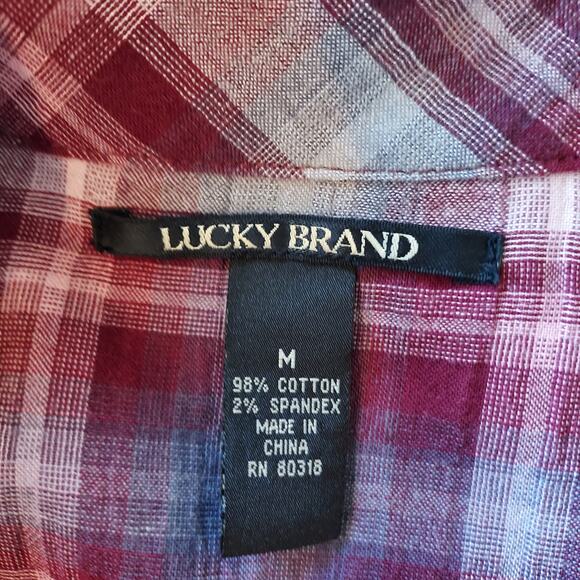 LUCKY BRAND
M
98% COTTON
2% SPANDEX
MADE IN
CHINA
RN 80318